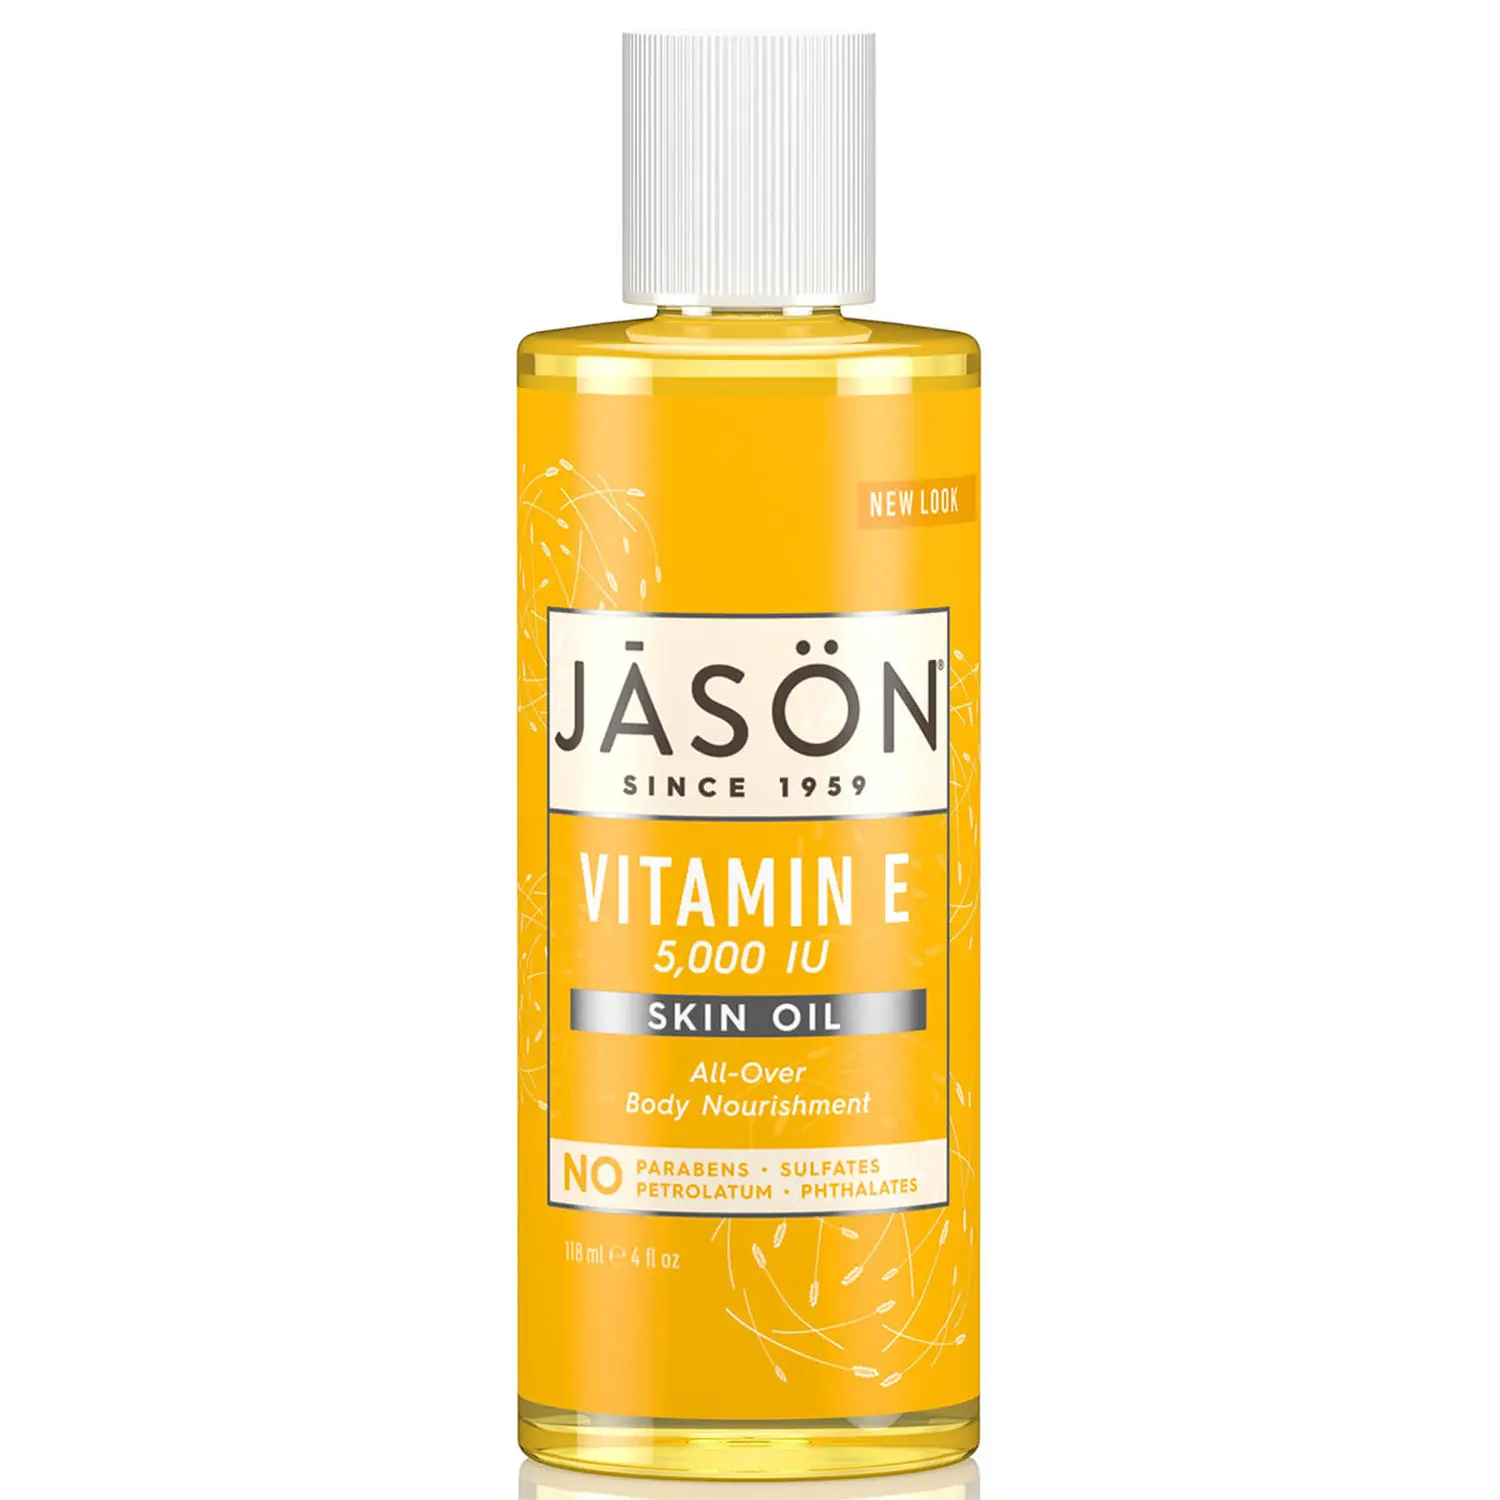 NEW LOOK
JĀSÖN®
SINCE 1959
VITAMIN E
5,000 IU
SKIN OIL
All-Over
Body Nourishment
NO PARABENS • SULFATES
PETROLATUM • PHTHALATES
118 ml ℮ 4 fl oz